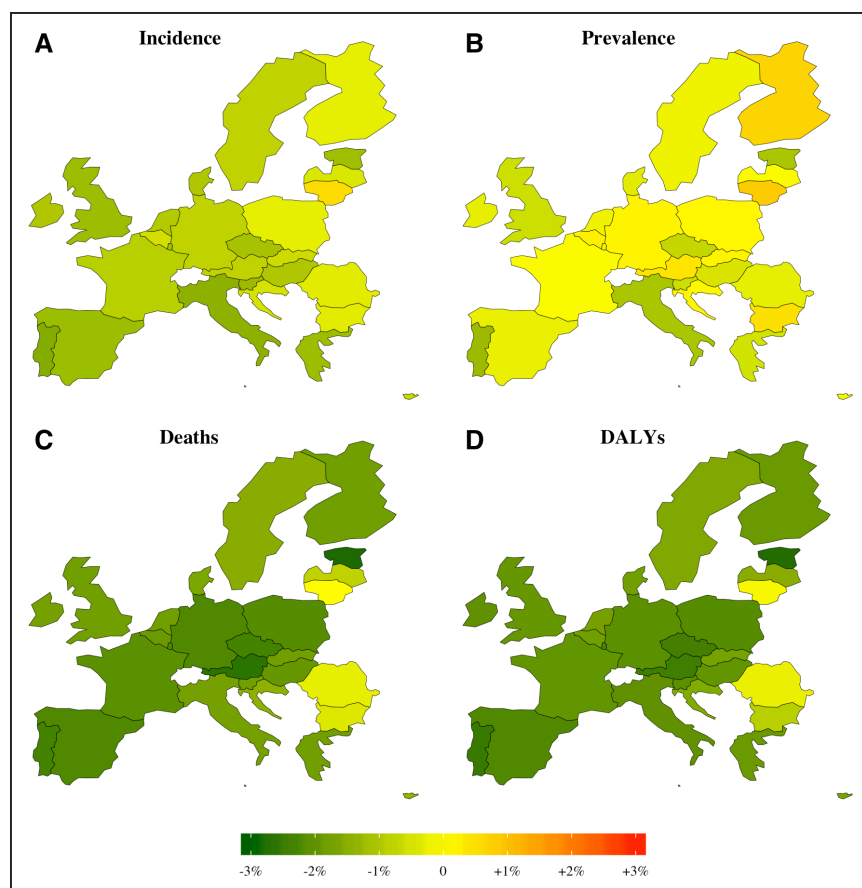 A Incidence
B Prevalence
C Deaths
D DALYs
-3% -2% -1% 0 +1% +2% +3%